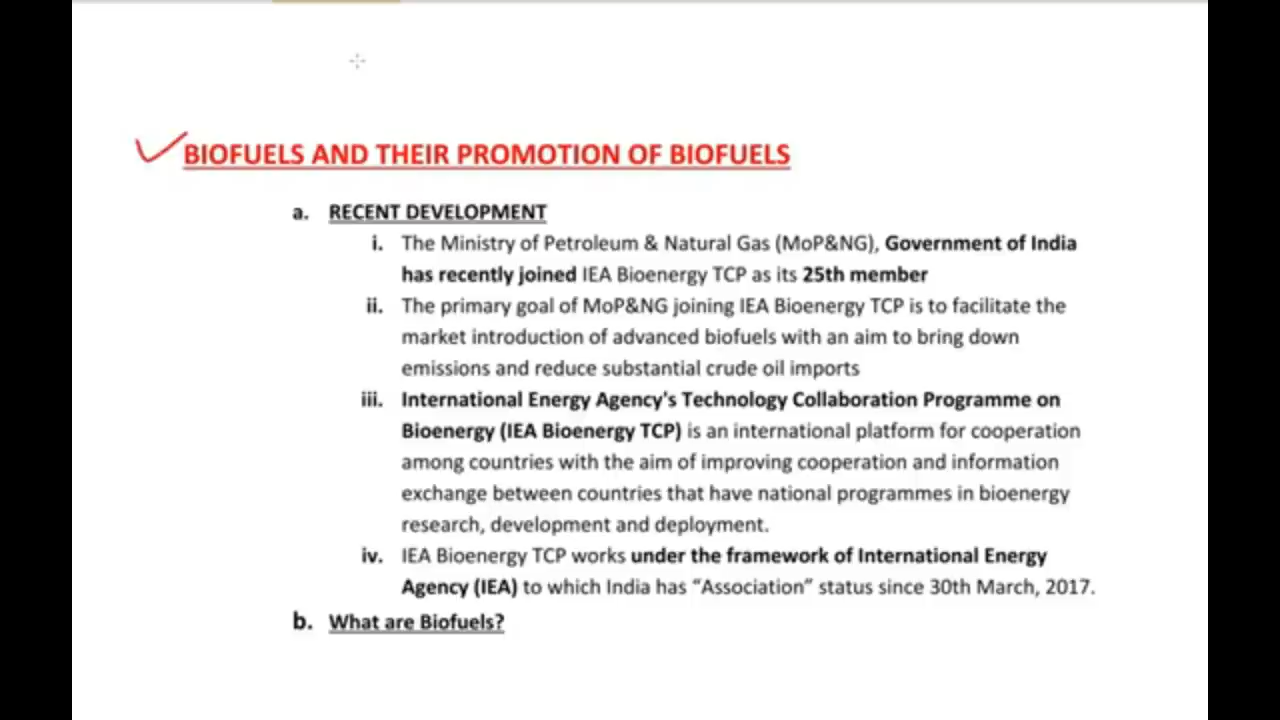 BIOFUELS AND THEIR PROMOTION OF BIOFUELS
a. RECENT DEVELOPMENT
i. The Ministry of Petroleum & Natural Gas (MoP&NG), Government of India
has recently joined IEA Bioenergy TCP as its 25th member
ii. The primary goal of MoP&NG joining IEA Bioenergy TCP is to facilitate the
market introduction of advanced biofuels with an aim to bring down
emissions and reduce substantial crude oil imports
iii. International Energy Agency's Technology Collaboration Programme on
Bioenergy (IEA Bioenergy TCP) is an international platform for cooperation
among countries with the aim of improving cooperation and information
exchange between countries that have national programmes in bioenergy
research, development and deployment.
iv. IEA Bioenergy TCP works under the framework of International Energy
Agency (IEA) to which India has “Association” status since 30th March, 2017.
b. What are Biofuels?